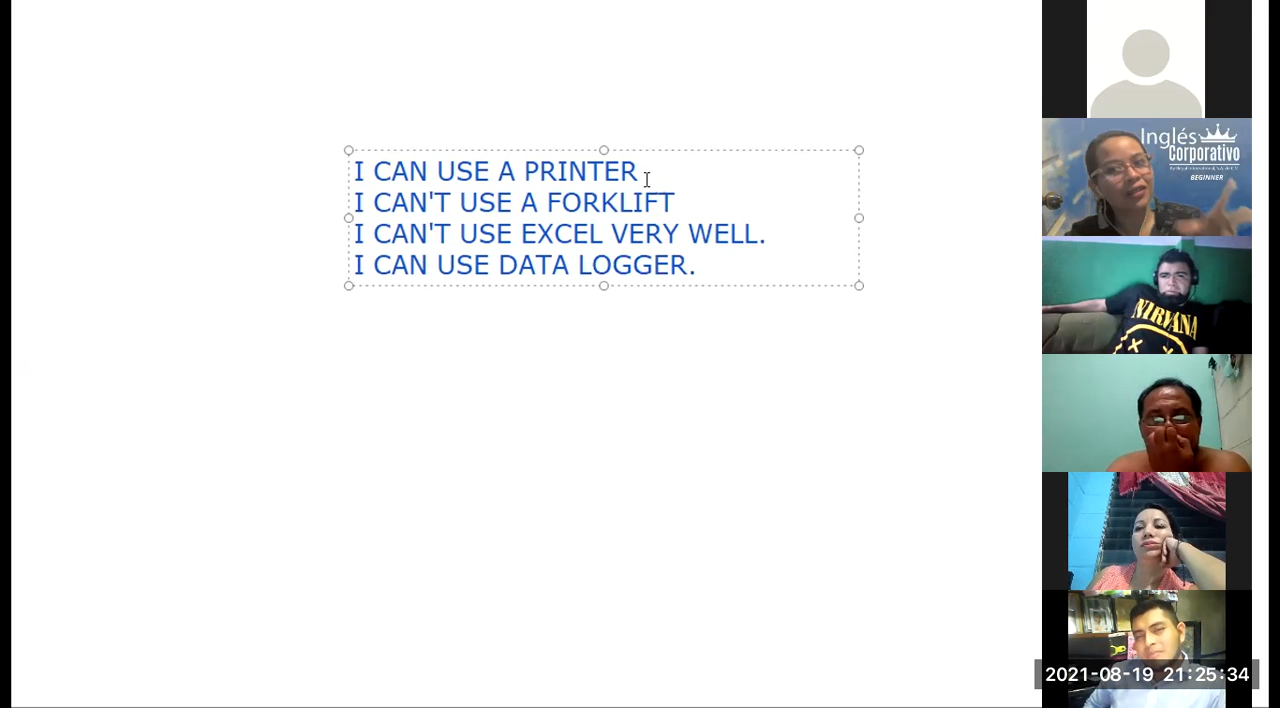 I CAN USE A PRINTER
I CAN'T USE A FORKLIFT
I CAN'T USE EXCEL VERY WELL.
I CAN USE DATA LOGGER.
Inglés
Corporativo
BEGINNER
NIRVANA
2021-08-19 21:25:34